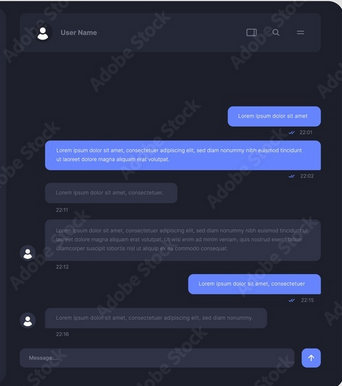 User Name
Lorem ipsum dolor sit amet
22:01
Lorem ipsum dolor sit amet, consectetuer adipiscing elit, sed diam nonummy nibh euismod tincidunt
ut laoreet dolore magna aliquam erat volutpat.
22:03
Lorem ipsum dolor sit amet, consectetuer
22:11
Lorem ipsum dolor sit amet, consectetuer adipiscing elit, sed diam nonummy nibh
euismod tincidunt ut laoreet dolore magna aliquam erat volutpat.
Ut wisi enim ad minim veniam, quis nostrud exerci tation
ullamcorper suscipit lobortis nisl ut aliquip ex ea commodo
22:12
Lorem ipsum dolor sit amet, consectetuer
22:15
Lorem ipsum dolor sit amet, consectetuer adipiscing elit, sed diam nonummy
22:16
Message...
Adobe Stock